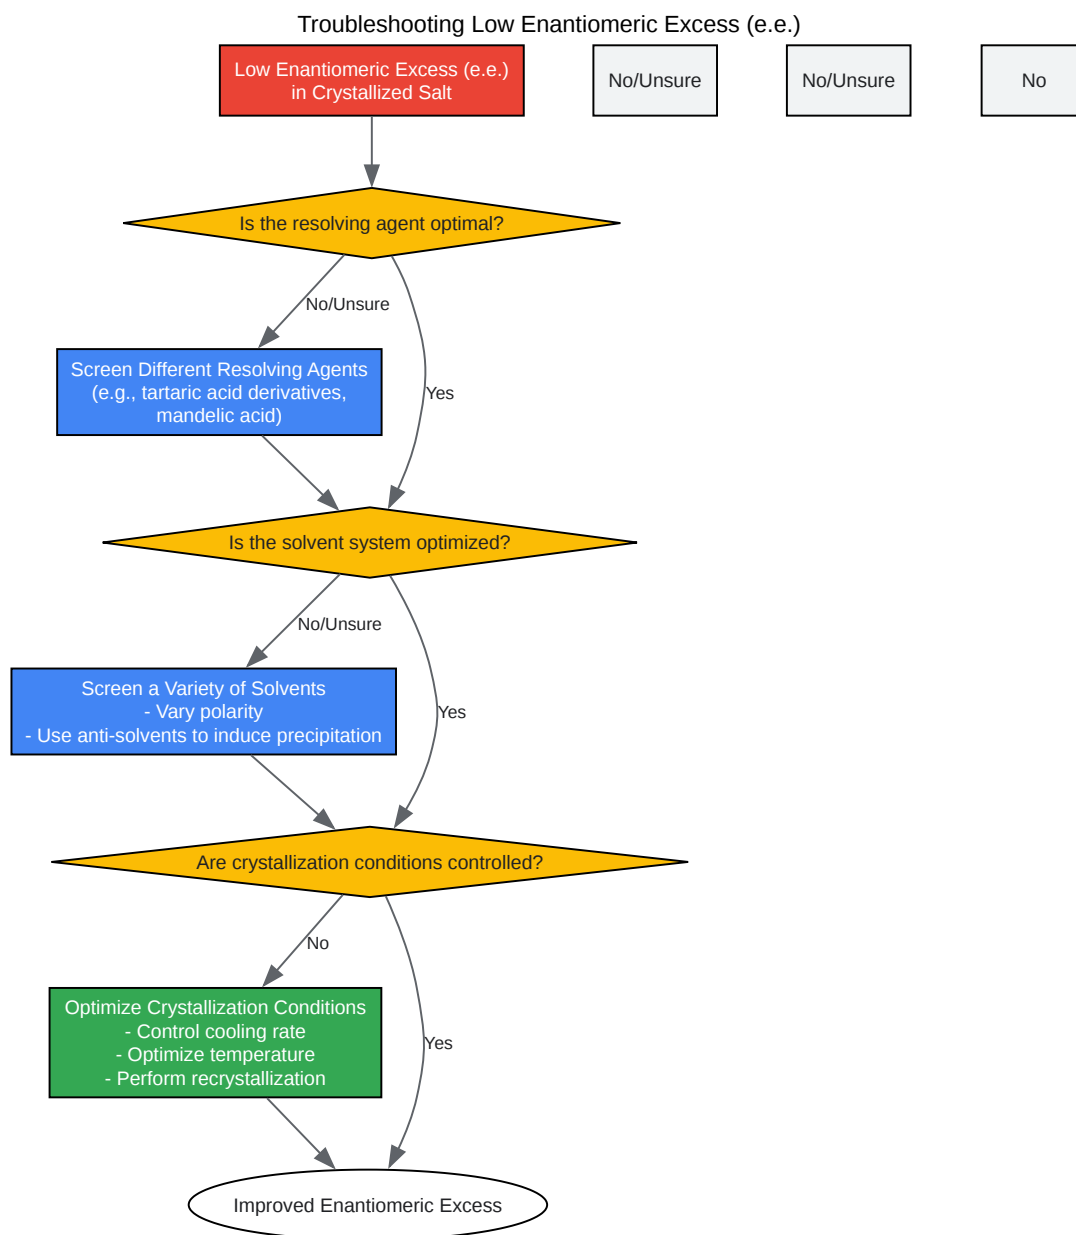 Troubleshooting Low Enantiomeric Excess (e.e.)
Low Enantiomeric Excess (e.e.)
in Crystallized Salt
No/Unsure
No/Unsure
No
Is the resolving agent optimal?
No/Unsure
Screen Different Resolving Agents
(e.g., tartaric acid derivatives,
mandelic acid)
Yes
Is the solvent system optimized?
No/Unsure
Screen a Variety of Solvents
- Vary polarity
- Use anti-solvents to induce precipitation
Yes
Are crystallization conditions controlled?
No
Optimize Crystallization Conditions
- Control cooling rate
- Optimize temperature
- Perform recrystallization
Yes
Improved Enantiomeric Excess